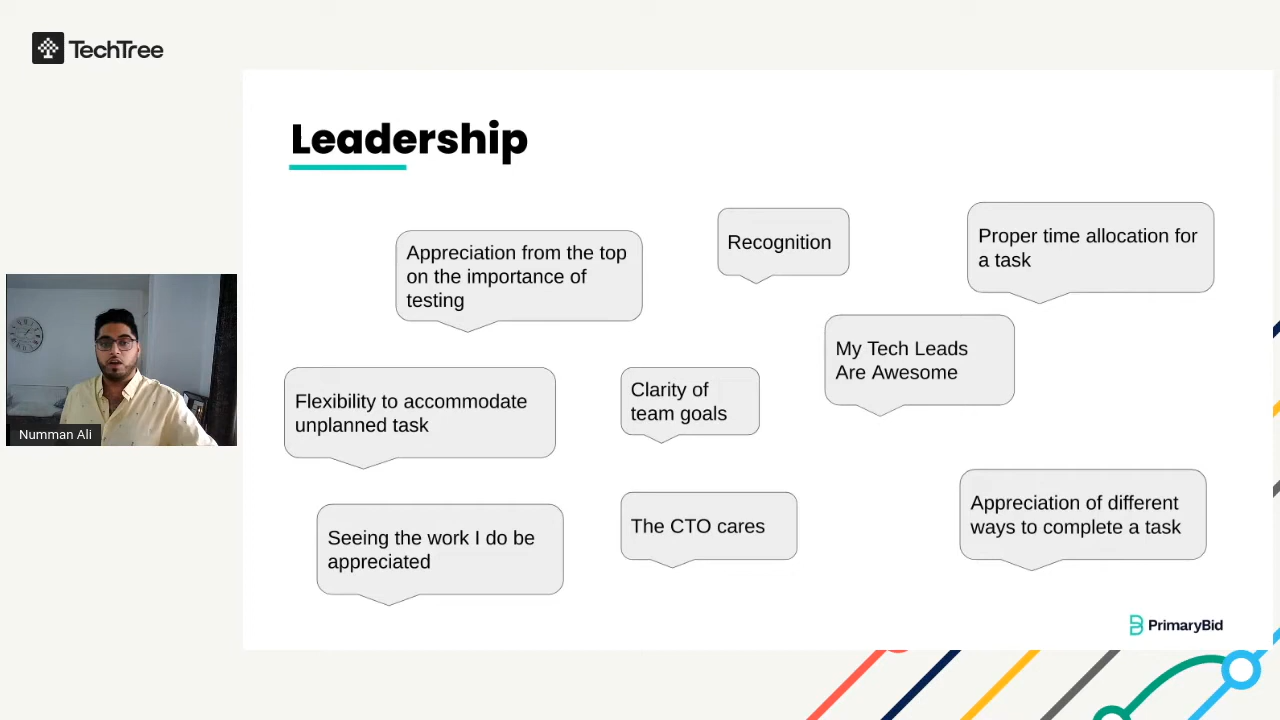 TechTree
Leadership
Appreciation from the top
on the importance of
testing
Recognition
Proper time allocation for
a task
My Tech Leads
Are Awesome
Flexibility to accommodate
unplanned task
Clarity of
team goals
Numman Ali
Seeing the work I do be
appreciated
The CTO cares
Appreciation of different
ways to complete a task
PrimaryBid